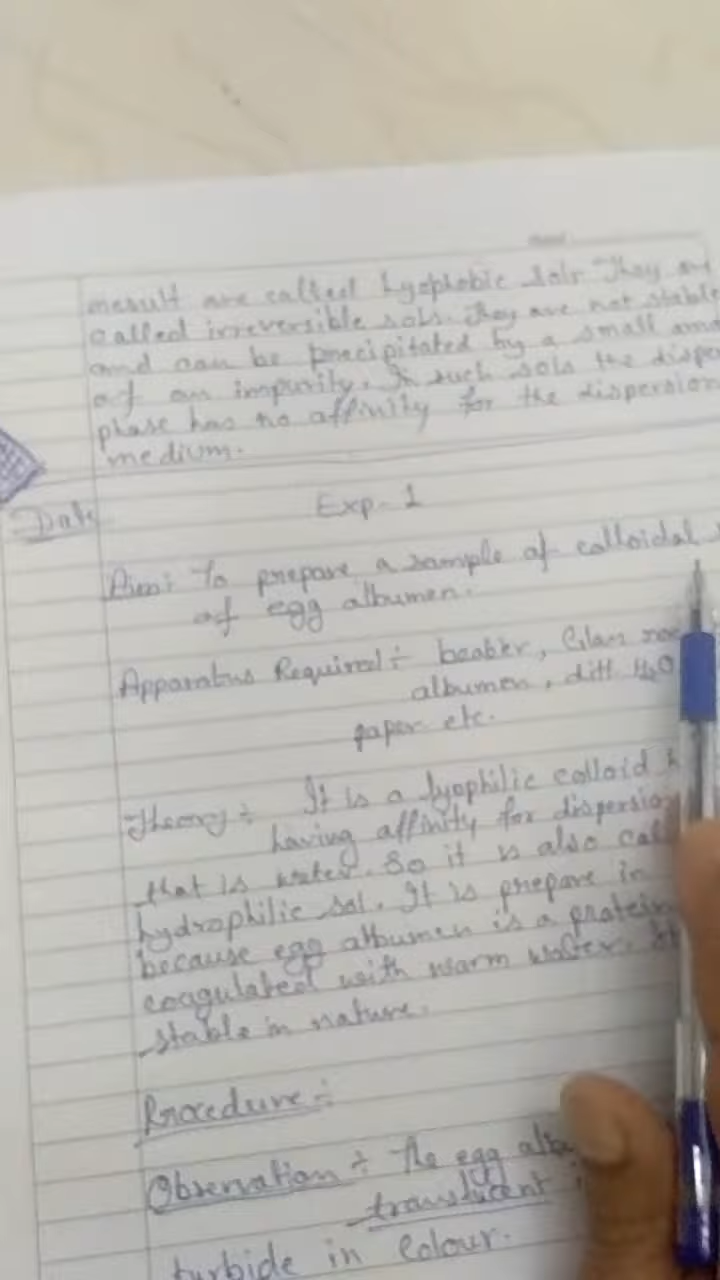 result are called Lyophobic sols. They are
called irreversible sols. They are not stable
and can be precipitated by a small
of an impurity. In such sols the
phase has no affinity for the dispersion
medium.
Date
Exp-1
Aim: To prepare a sample of colloidal
of egg albumen.
Apparatus Required ÷ beaker, Glass
albumen, H2O
paper etc.
Theory ÷ It is a lyophilic colloid
having affinity for
that is water. So it is also
hydrophilic sol. It is prepare in
because egg albumen is a protein
coagulated with warm water.
stable in nature.
Procedure ÷
Observation ÷ The egg
translucent
turbide in colour.